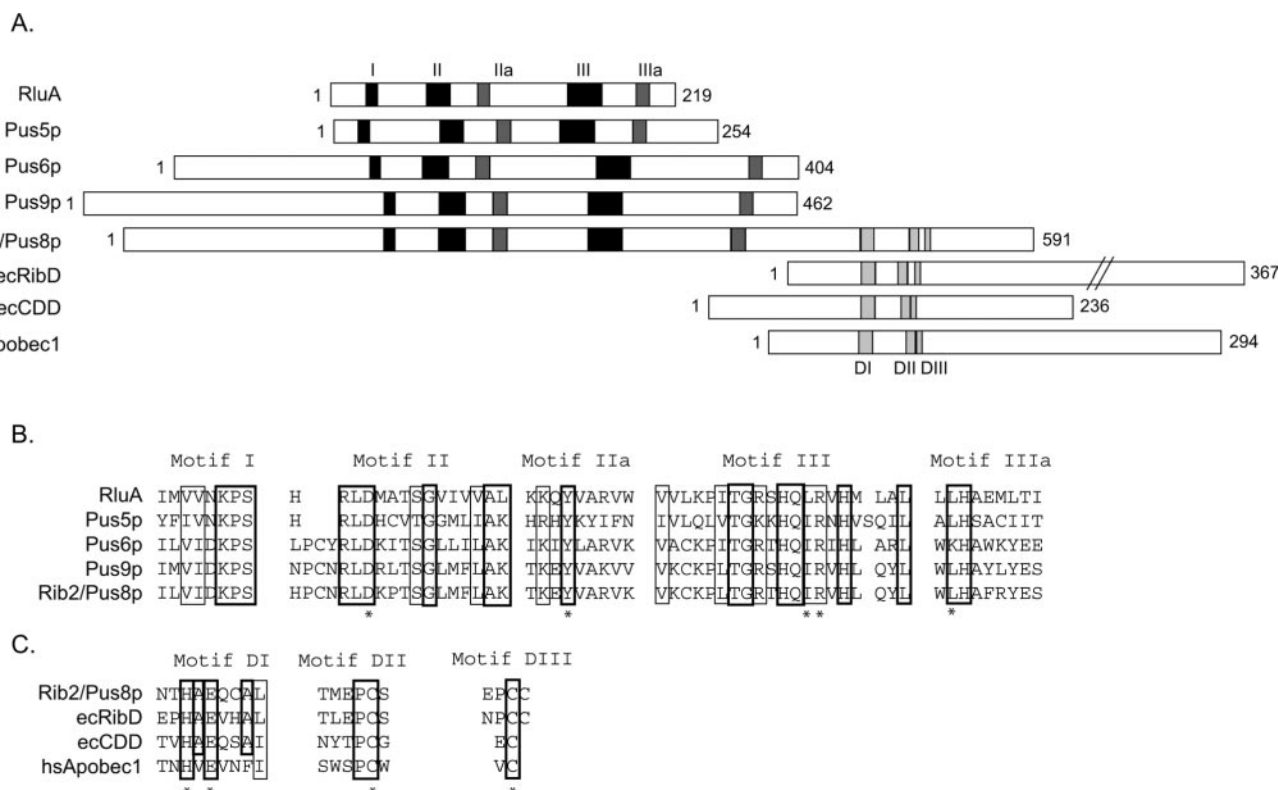 A.
I II IIa III IIIa
RluA 1 219
Pus5p 1 254
Pus6p 1 404
Pus9p 1 462
/Pus8p 1 591
ecRibD 1 367
ecCDD 1 236
pobec1 1 294
DI DII DIII
B.
Motif I Motif II Motif IIa Motif III Motif IIIa
RluA IMVVNKPS H RLDMATSGVIVVAL KKQYVARVW VVLKPITGRSHQLRVHM LAL LLHAEMLTI
Pus5p YFIVNKPS H RLDHCVTGGMLIAK HRHYKYIFN IVLQLVTGKKHQIRNHVSQIL ALHSACIIT
Pus6p ILVIDKPS LPCYRLDKITSGLLILAK IKIYLARVK VACKPITGRTHQIRIHL ARL WKHAWKYEE
Pus9p IMVIDKPS NPCNRLDRLTSGLMFLAK TKEYVAKVV VKCKPLTGRTHQIRVHL QYL WLHAYLYES
Rib2/Pus8p ILVIDKPS HPCNRLDKPTSGLMFLAK TKEYVARVK VKCKPLTGRTHQIRVHL QYL WLHAFRYES
* * * * *
C.
Motif DI Motif DII Motif DIII
Rib2/Pus8p NTHAEQCAL TMEPCS EPCC
ecRibD EPHAEVHAL TLEPCS NPCC
ecCDD TVHAEQSAI NYTPCG EC
hsApobec1 TNHVEVNFI SWSPCW VC
* * * *